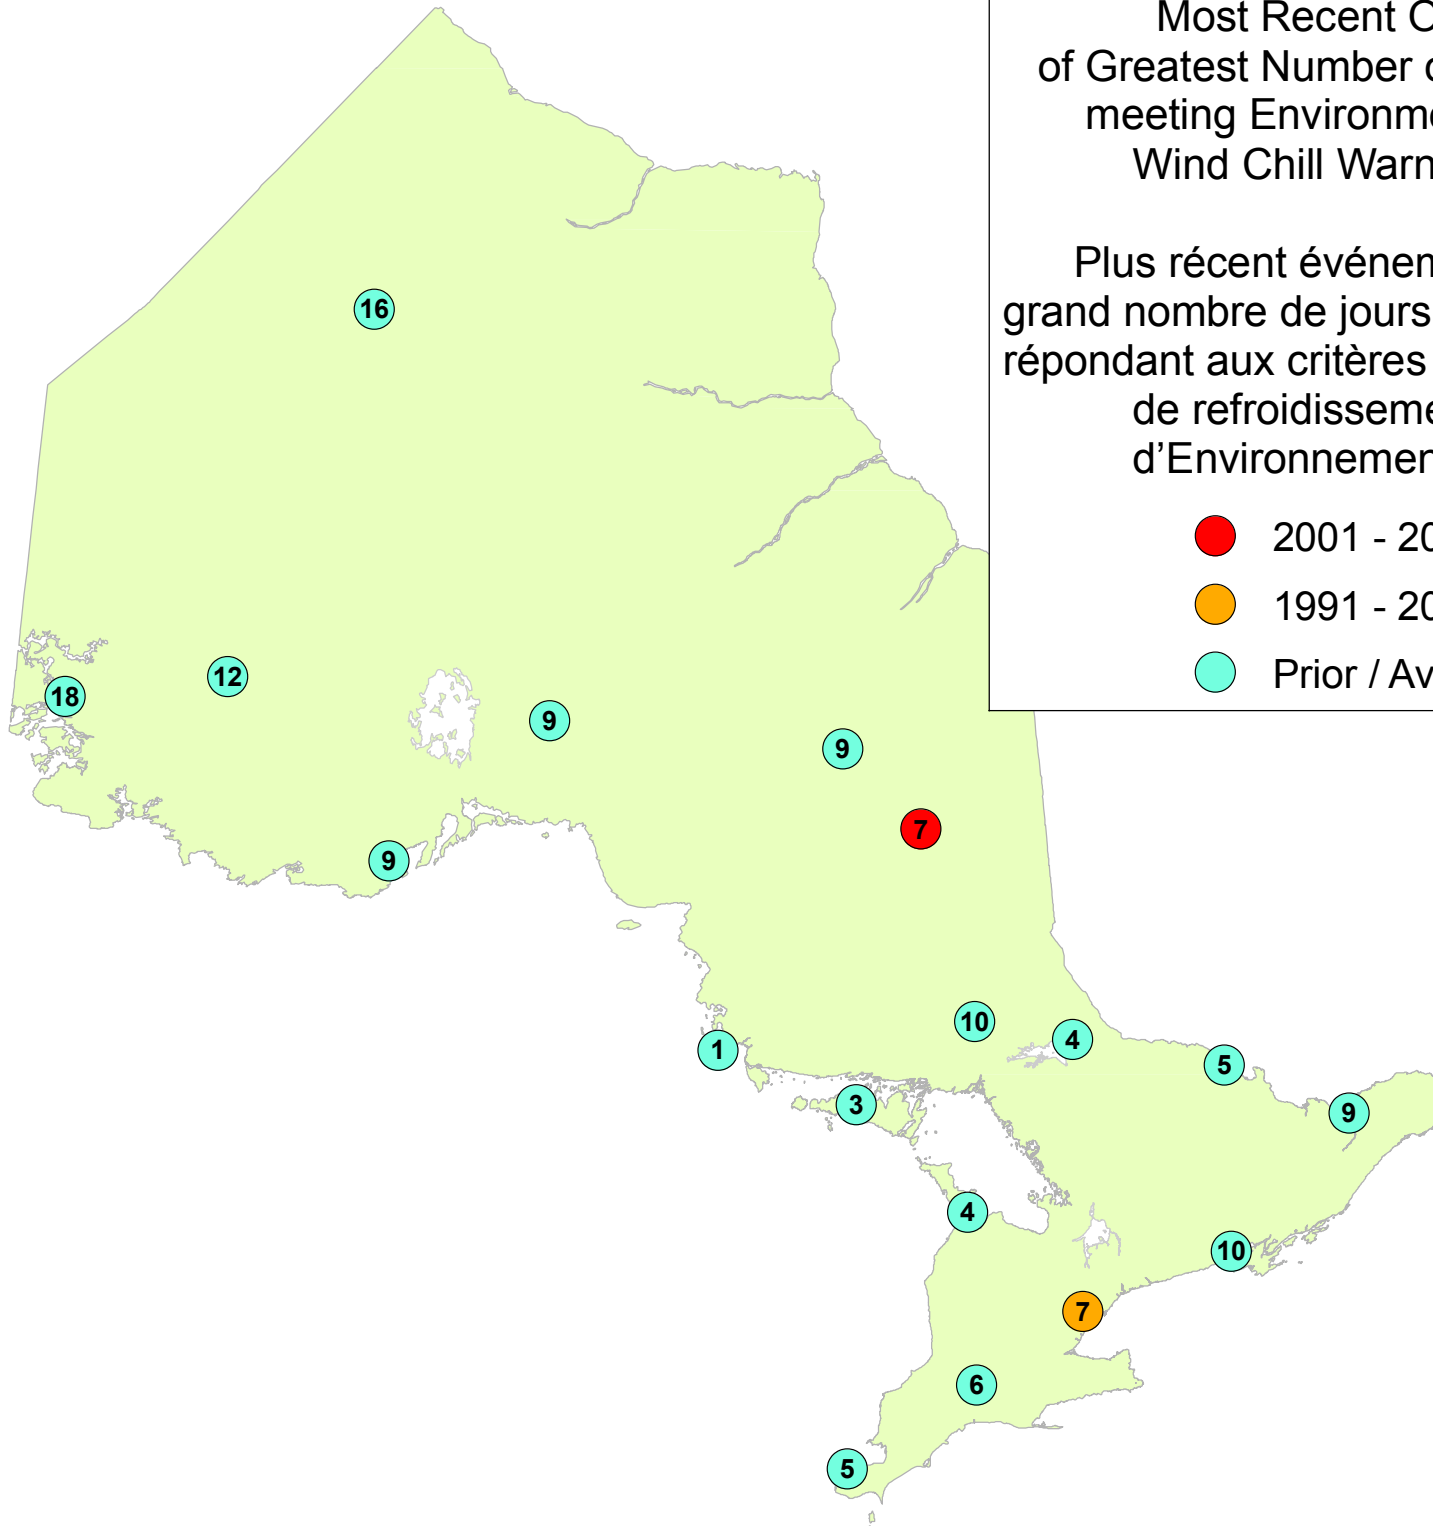 Most Recent
of Greatest Number
meeting Environme
Wind Chill Warn
Plus récent événem
grand nombre de jours
répondant aux critères
de refroidisseme
d’Environnemen
2001 - 20
1991 - 20
Prior / Av
16
12
18
9
9
7
9
10
4
1
5
3
9
4
10
7
6
5